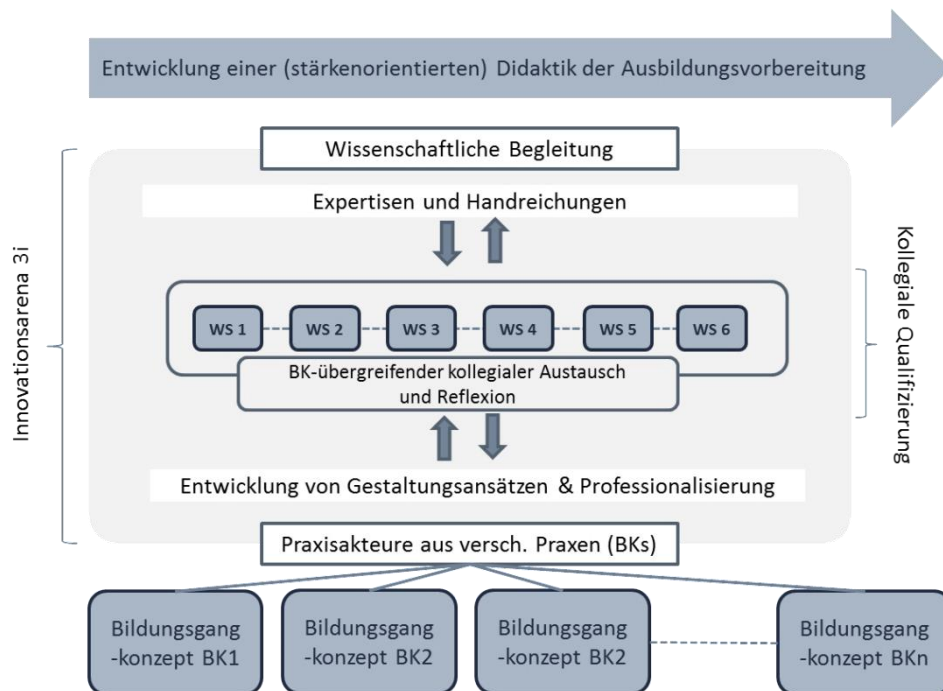 Entwicklung einer (stärkenorientierten) Didaktik der Ausbildungsvorbereitung
Wissenschaftliche Begleitung
Expertisen und Handreichungen
Innovationsarena 3i
Kollegiale Qualifizierung
WS 1
WS 2
WS 3
WS 4
WS 5
WS 6
BK-übergreifender kollegialer Austausch
und Reflexion
Entwicklung von Gestaltungsansätzen & Professionalisierung
Praxisakteure aus versch. Praxen (BKs)
Bildungsgang
-konzept BK1
Bildungsgang
-konzept BK2
Bildungsgang
-konzept BK2
Bildungsgang
-konzept BKn